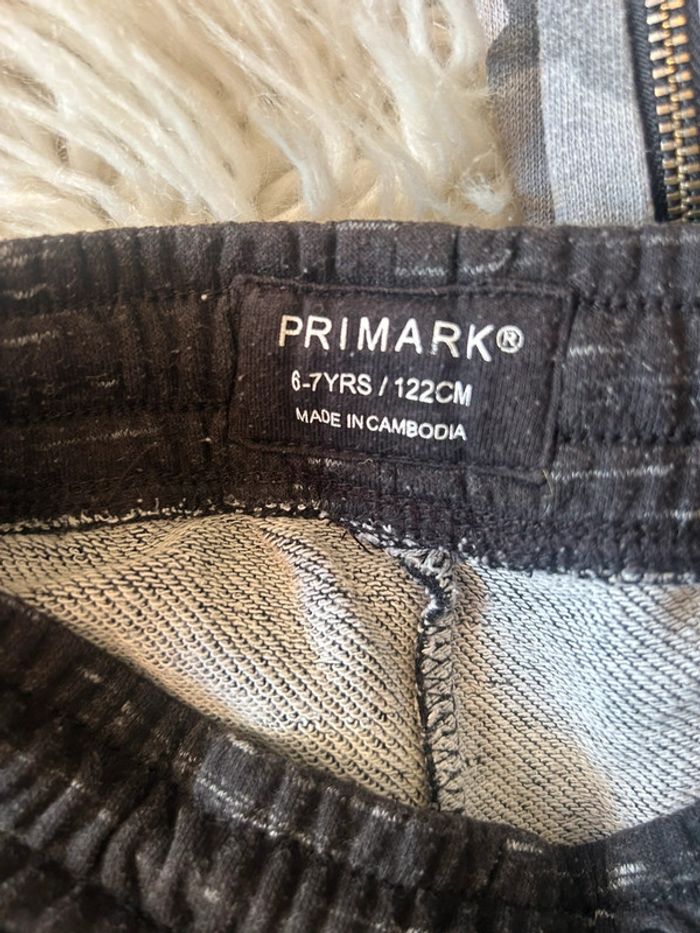 PRIMARK®
6-7YRS / 122CM
MADE IN CAMBODIA